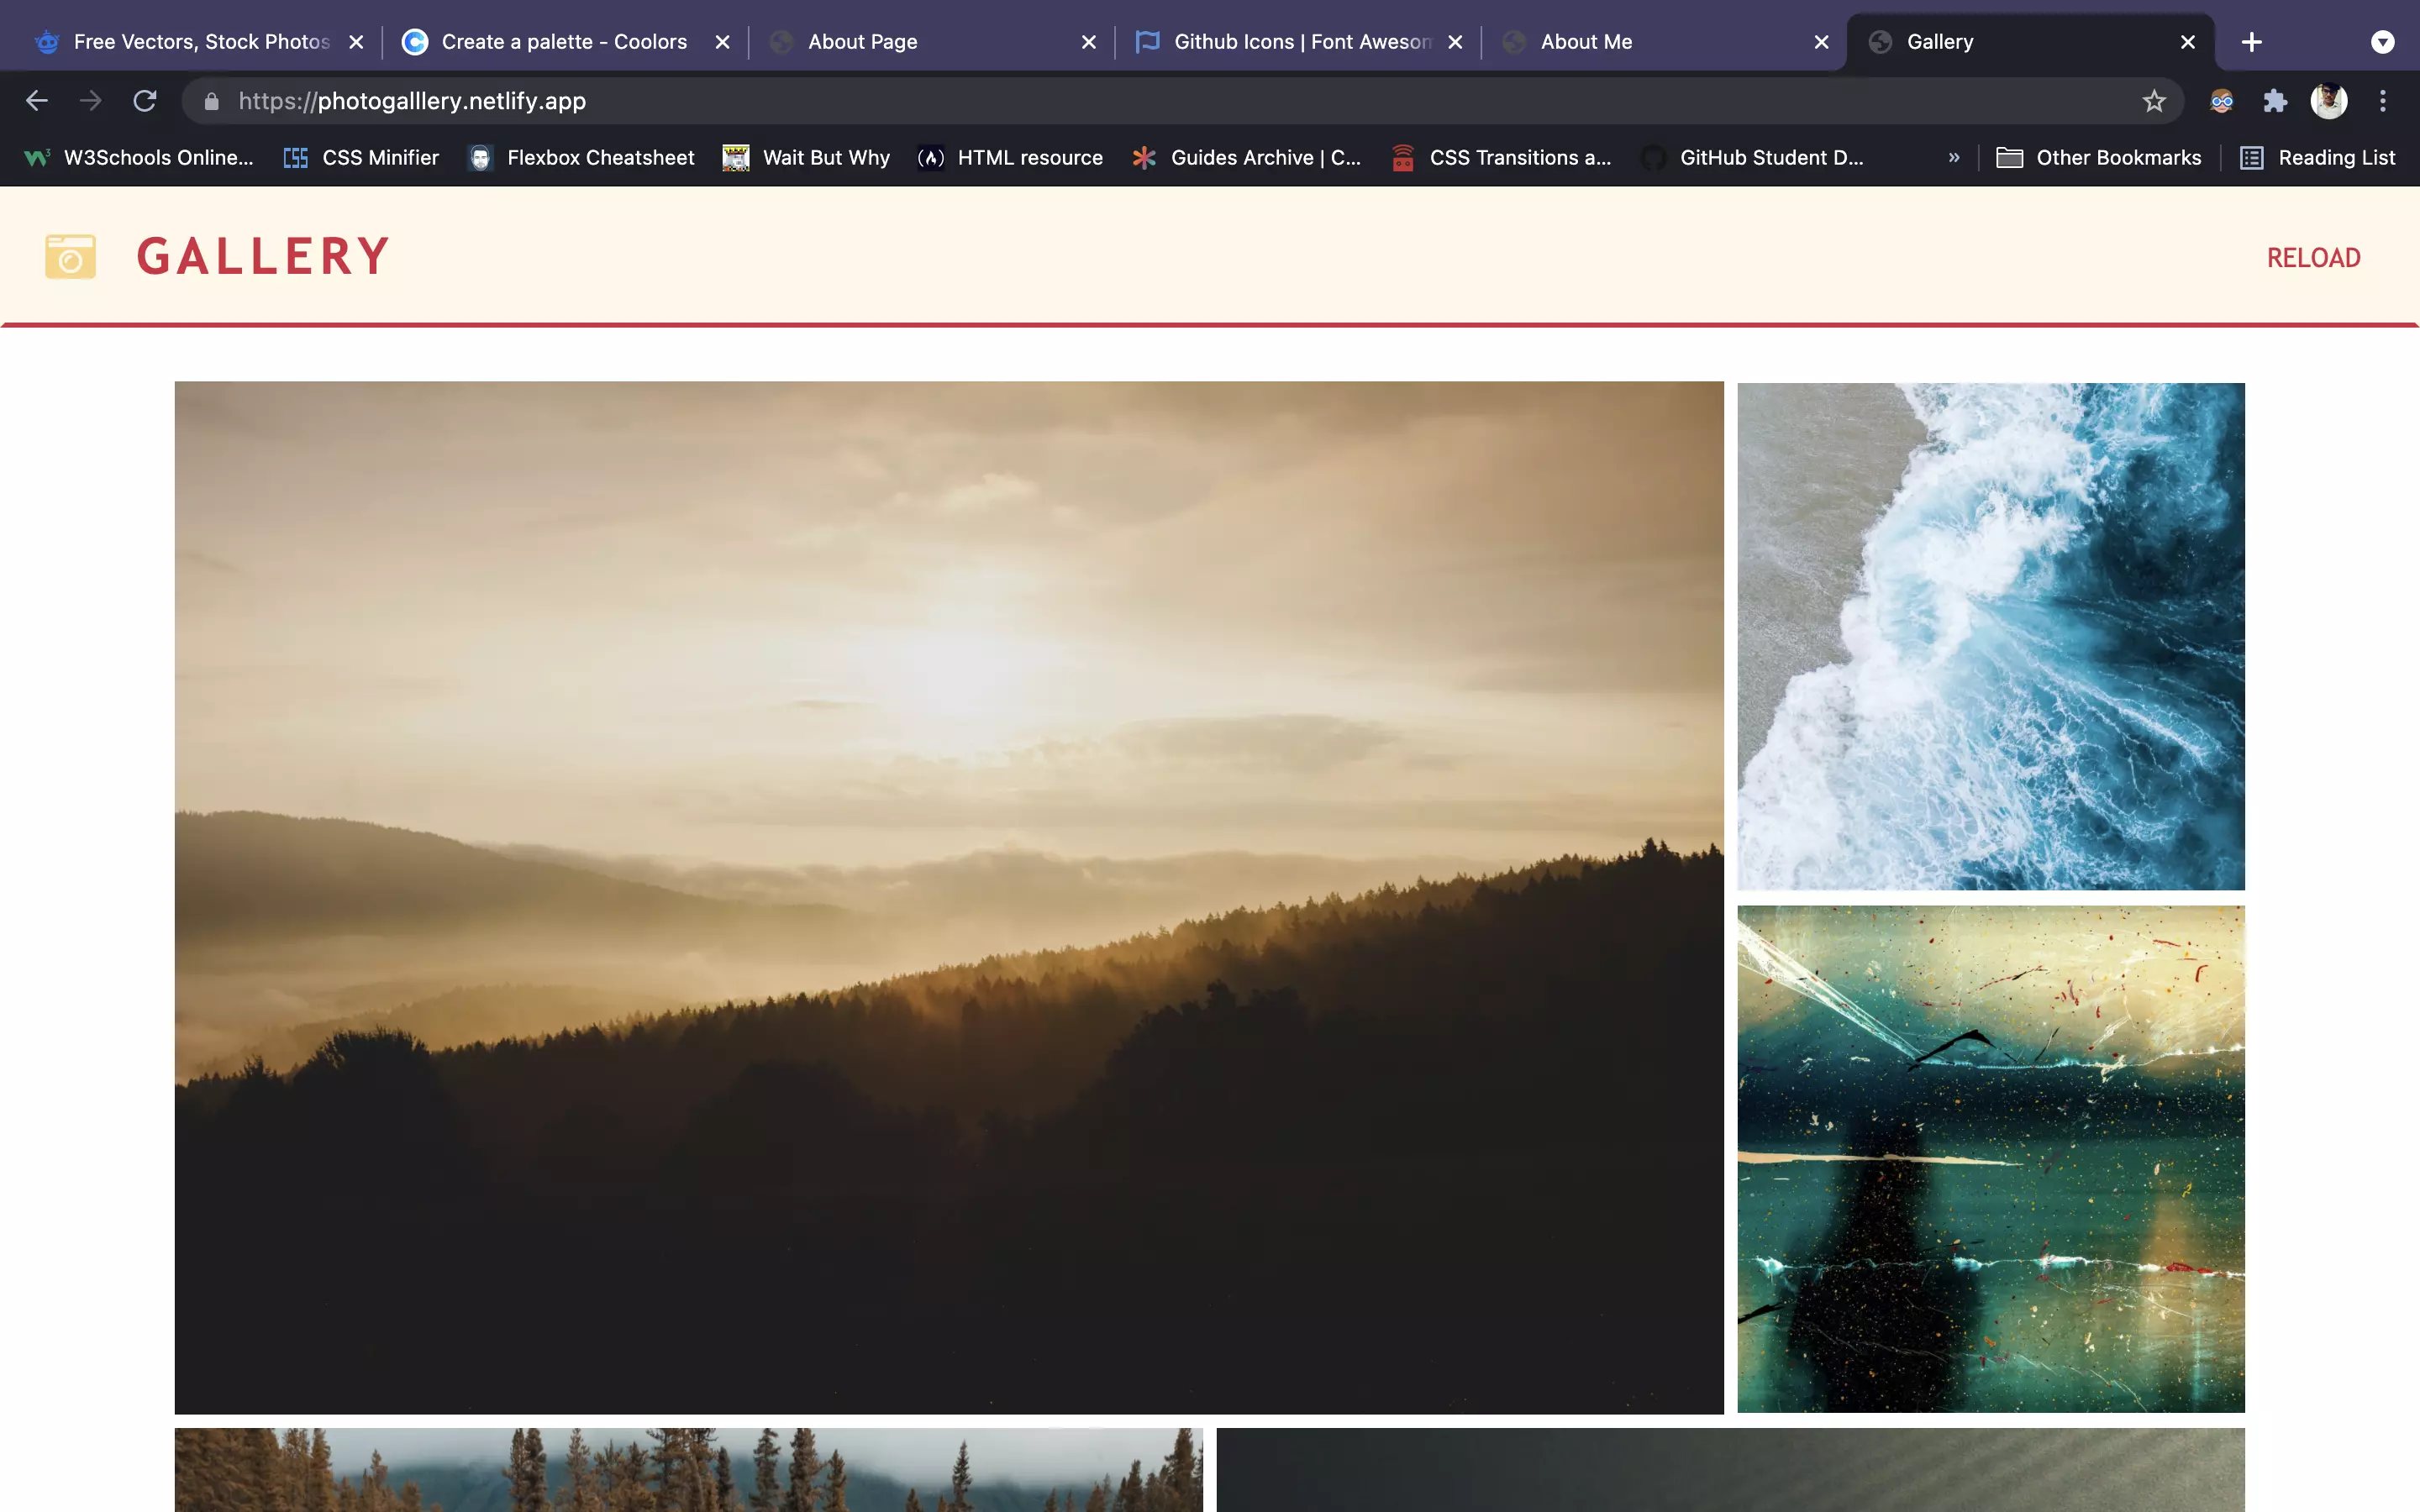 Free Vectors, Stock Photos
Create a palette - Coolors
About Page
Github Icons | Font Awesom
About Me
Gallery
https://photogalllery.netlify.app
W3Schools Online...
CSS Minifier
Flexbox Cheatsheet
Wait But Why
HTML resource
Guides Archive | C...
CSS Transitions a...
GitHub Student D...
»
Other Bookmarks
Reading List
GALLERY
RELOAD